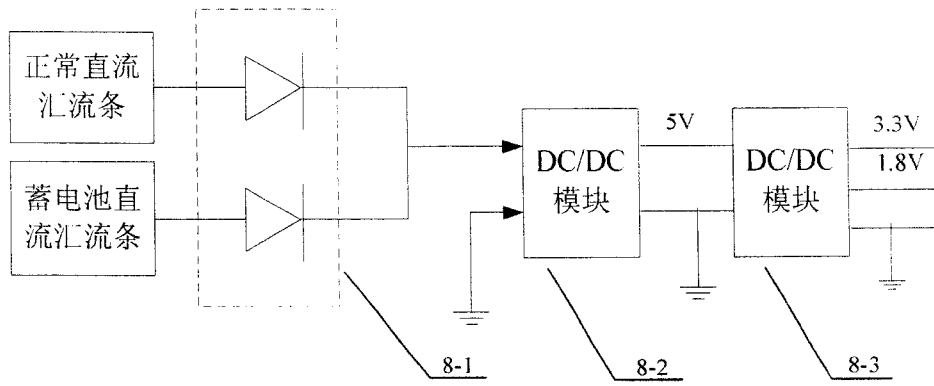 正常直流
汇流条
蓄电池直
流汇流条
DC/DC
模块
5V
DC/DC
模块
3.3V
1.8V
8-1
8-2
8-3